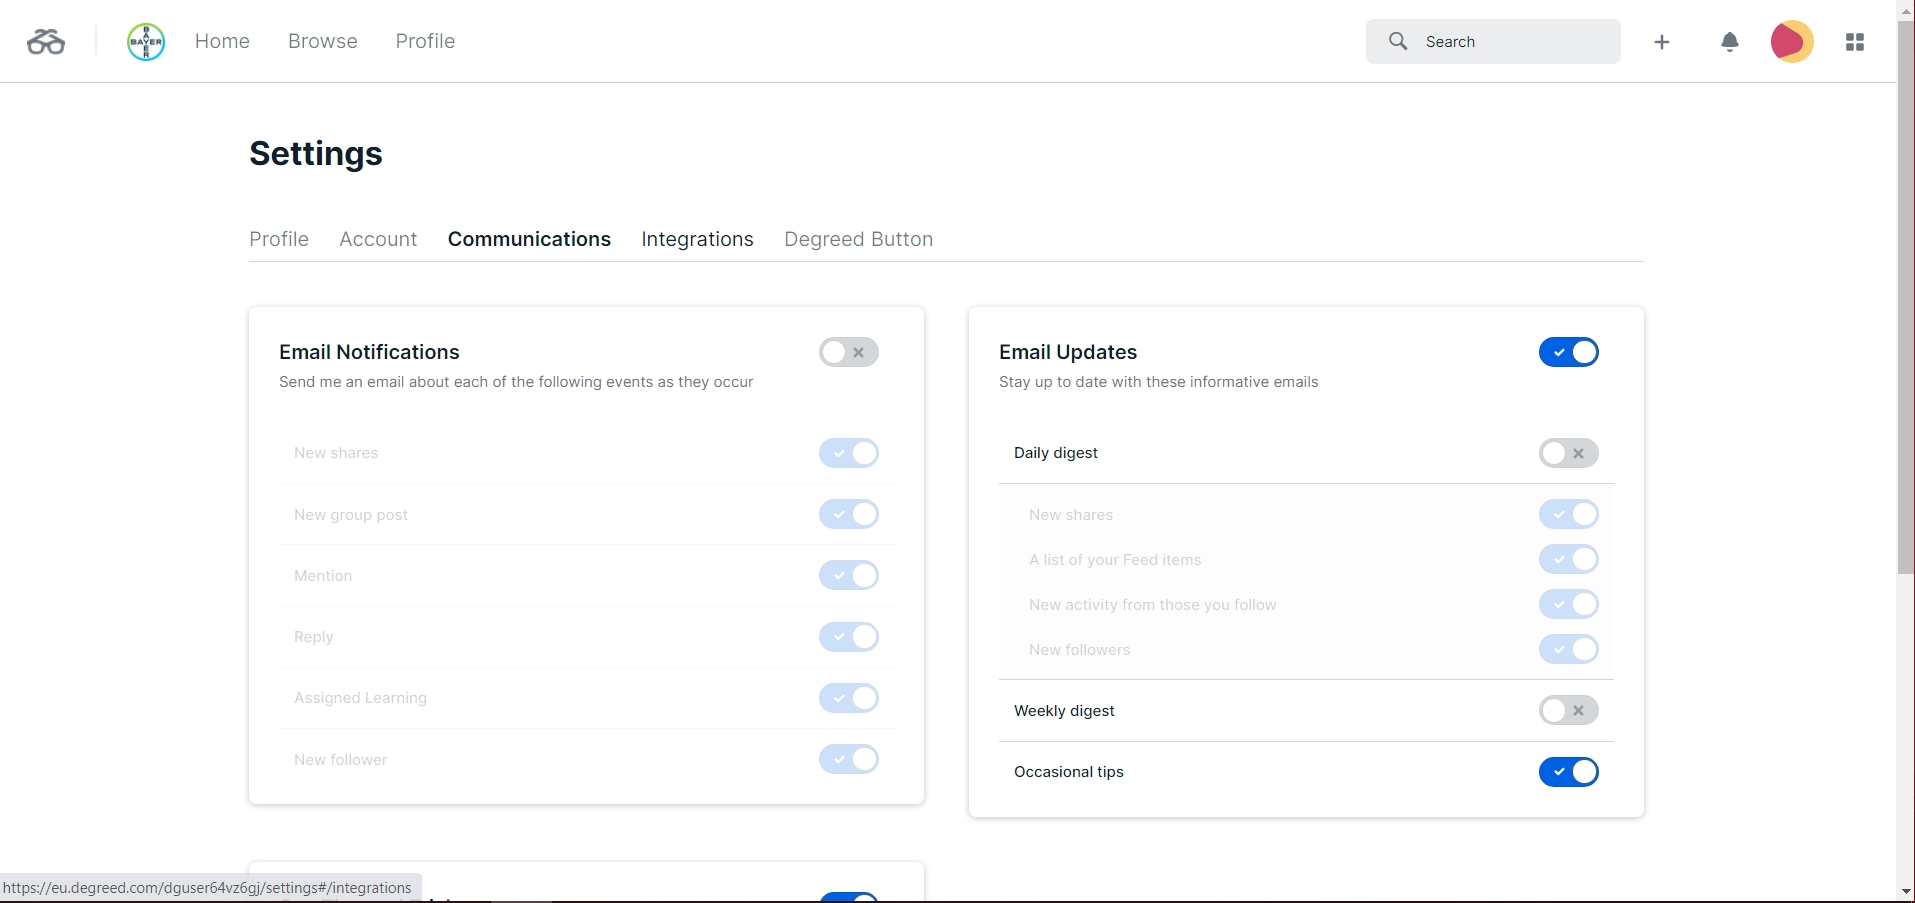 BAYER
Home Browse Profile
Search
Settings
Profile Account Communications Integrations Degreed Button
Email Notifications
Send me an email about each of the following events as they occur
New shares
New group post
Mention
Reply
Assigned Learning
New follower
Email Updates
Stay up to date with these informative emails
Daily digest
New shares
A list of your Feed items
New activity from those you follow
New followers
Weekly digest
Occasional tips
https://eu.degreed.com/dguser64vz6gj/settings#/integrations